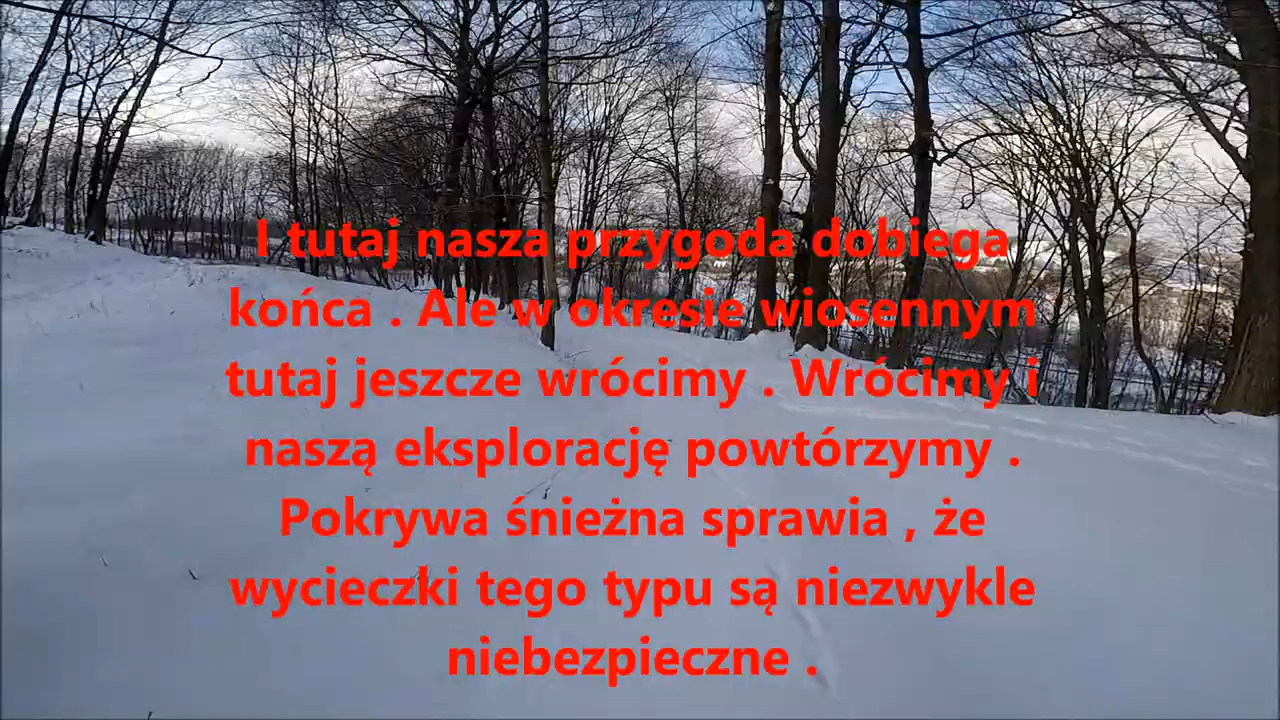 I tutaj nasza przygoda dobiega
końca . Ale w okresie wiosennym
tutaj jeszcze wrócimy . Wrócimy i
naszą eksplorację powtórzymy .
Pokrywa śnieżna sprawia , że
wycieczki tego typu są niezwykle
niebezpieczne .